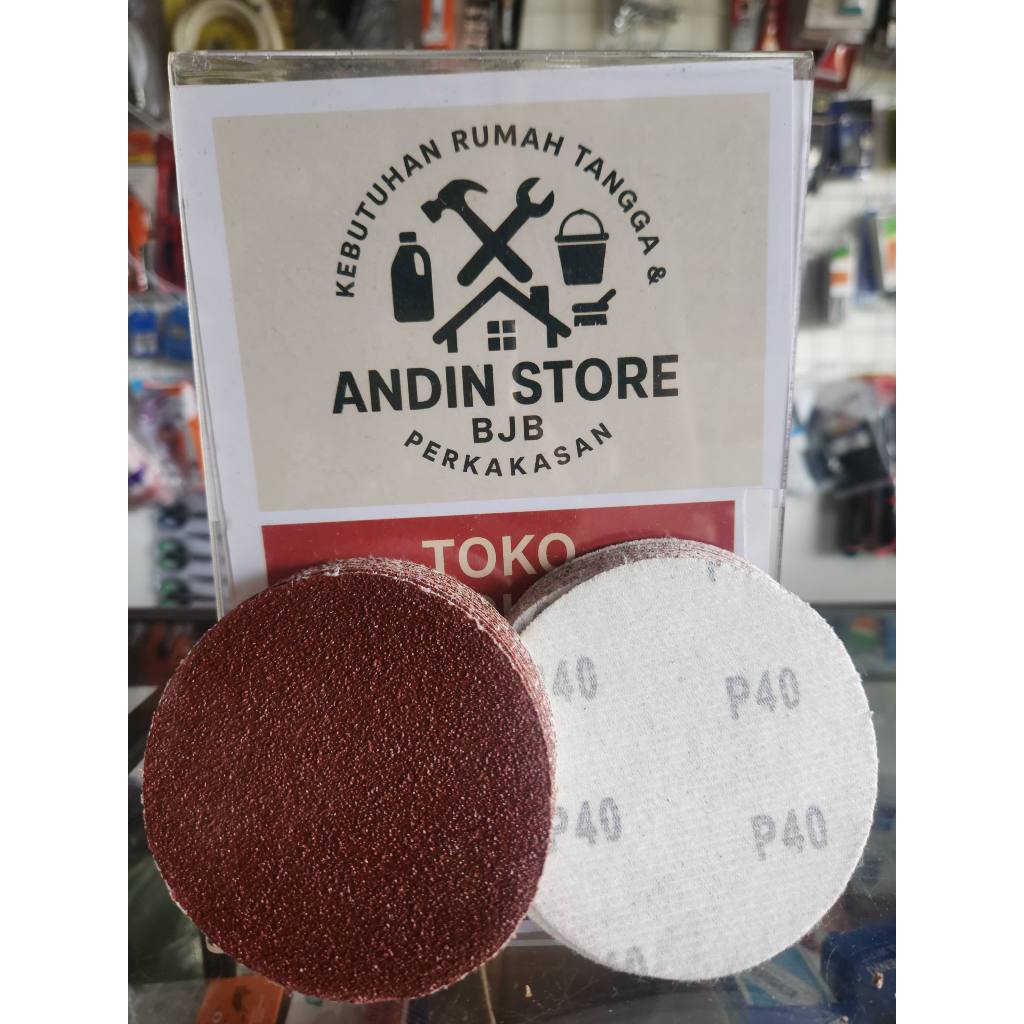 KEBUTUHAN RUMAH TANGGA &
ANDIN STORE
BJB
PERKAKASAN
TOKO
P40
P40
P40
P40